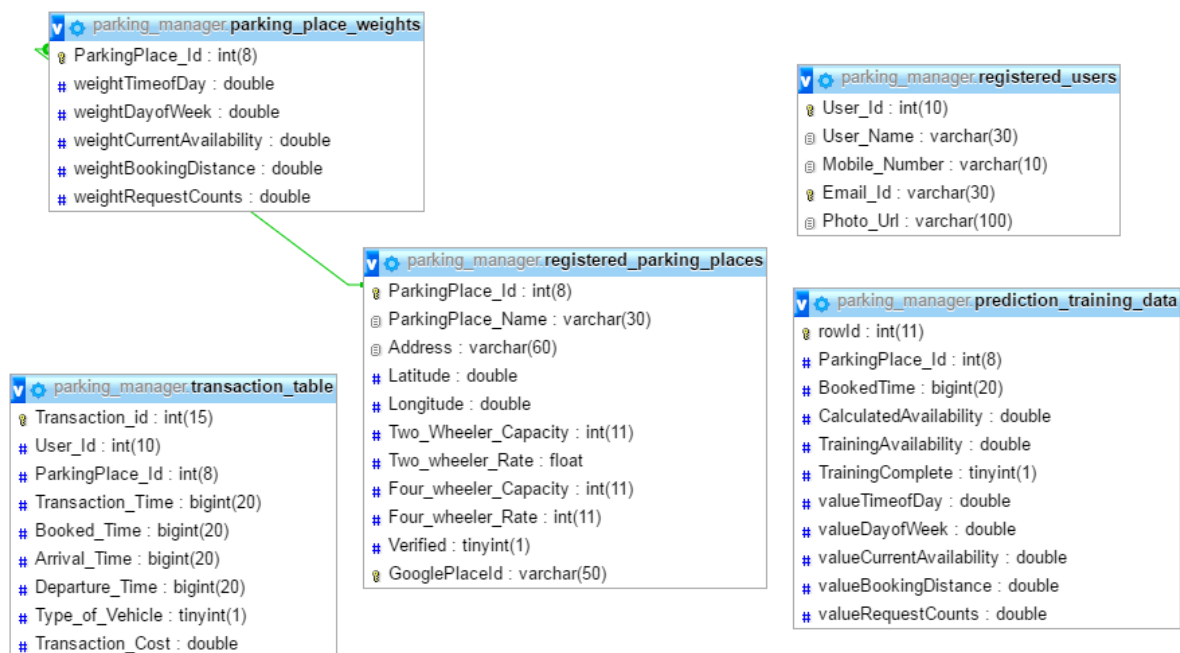 parking_manager.parking_place_weights
ParkingPlace_Id : int(8)
weightTimeofDay : double
weightDayofWeek : double
weightCurrentAvailability : double
weightBookingDistance : double
weightRequestCounts : double
parking_manager.registered_users
User_Id : int(10)
User_Name : varchar(30)
Mobile_Number : varchar(10)
Email_Id : varchar(30)
Photo_Url : varchar(100)
parking_manager.registered_parking_places
ParkingPlace_Id : int(8)
ParkingPlace_Name : varchar(30)
Address : varchar(60)
Latitude : double
Longitude : double
Two_Wheeler_Capacity : int(11)
Two_wheeler_Rate : float
Four_wheeler_Capacity : int(11)
Four_wheeler_Rate : int(11)
Verified : tinyint(1)
GooglePlaceId : varchar(50)
parking_manager.prediction_training_data
rowId : int(11)
ParkingPlace_Id : int(8)
BookedTime : bigint(20)
CalculatedAvailability : double
TrainingAvailability : double
TrainingComplete : tinyint(1)
valueTimeofDay : double
valueDayofWeek : double
valueCurrentAvailability : double
valueBookingDistance : double
valueRequestCounts : double
parking_manager.transaction_table
Transaction_id : int(15)
User_Id : int(10)
ParkingPlace_Id : int(8)
Transaction_Time : bigint(20)
Booked_Time : bigint(20)
Arrival_Time : bigint(20)
Departure_Time : bigint(20)
Type_of_Vehicle : tinyint(1)
Transaction_Cost : double